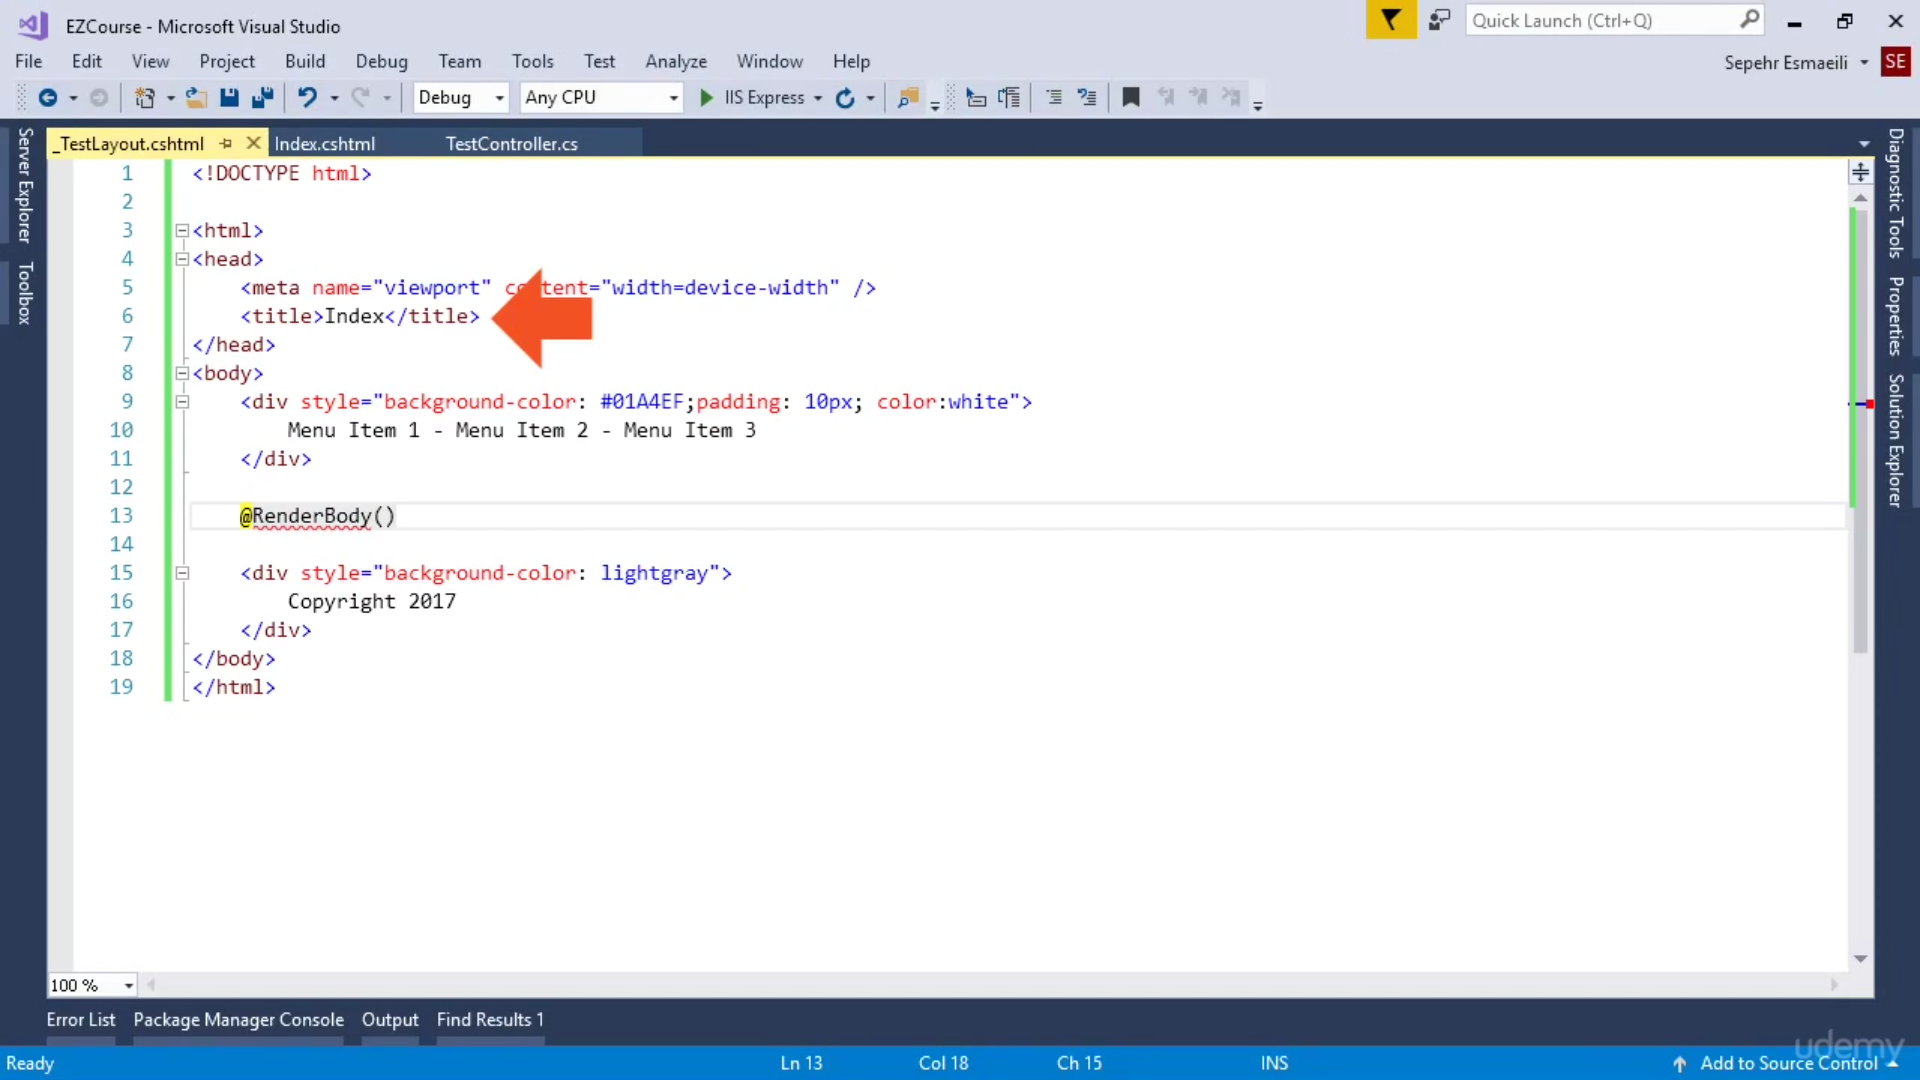 EZCourse - Microsoft Visual Studio
Quick Launch (Ctrl+Q)
File Edit View Project Build Debug Team Tools Test Analyze Window Help
Sepehr Esmaeili SE
Debug Any CPU IIS Express
_TestLayout.cshtml Index.cshtml TestController.cs
Server Explorer
Toolbox
1 <!DOCTYPE html>
2
3 <html>
4 <head>
5 <meta name="viewport" content="width=device-width" />
6 <title>Index</title>
7 </head>
8 <body>
9 <div style="background-color: #01A4EF;padding: 10px; color:white">
10 Menu Item 1 - Menu Item 2 - Menu Item 3
11 </div>
12
13 @RenderBody()
14
15 <div style="background-color: lightgray">
16 Copyright 2017
17 </div>
18 </body>
19 </html>
Diagnostic Tools
Properties
Solution Explorer
100 %
Error List Package Manager Console Output Find Results 1
Ready Ln 13 Col 18 Ch 15 INS Add to Source Control
udemy